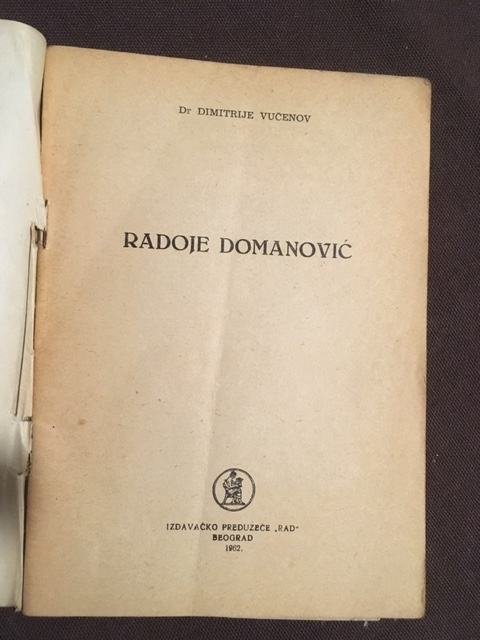 Dr DIMITRIJE VUČENOV
RADOJE DOMANOVIĆ
IZDAVAČKO PREDUZEĆE „RAD"
BEOGRAD
1962.